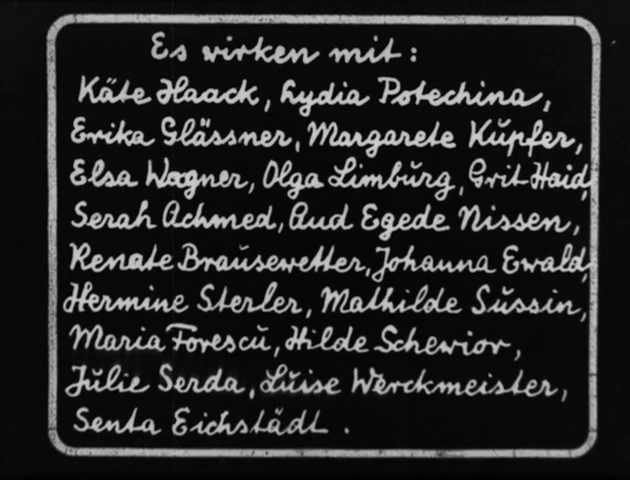 Es wirken mit:
Käte Haack, Lydia Potechina,
Erika Glässner, Margarete Kupfer,
Elsa Wagner, Olga Limburg, Grit Haid,
Serah Achmed, Aud Egede Nissen,
Renate Brausewetter, Johanna Ewald,
Hermine Sterler, Mathilde Sussin,
Maria Forescu, Hilde Schewior,
Julie Serda, Luise Werckmeister,
Senta Eichstädt.